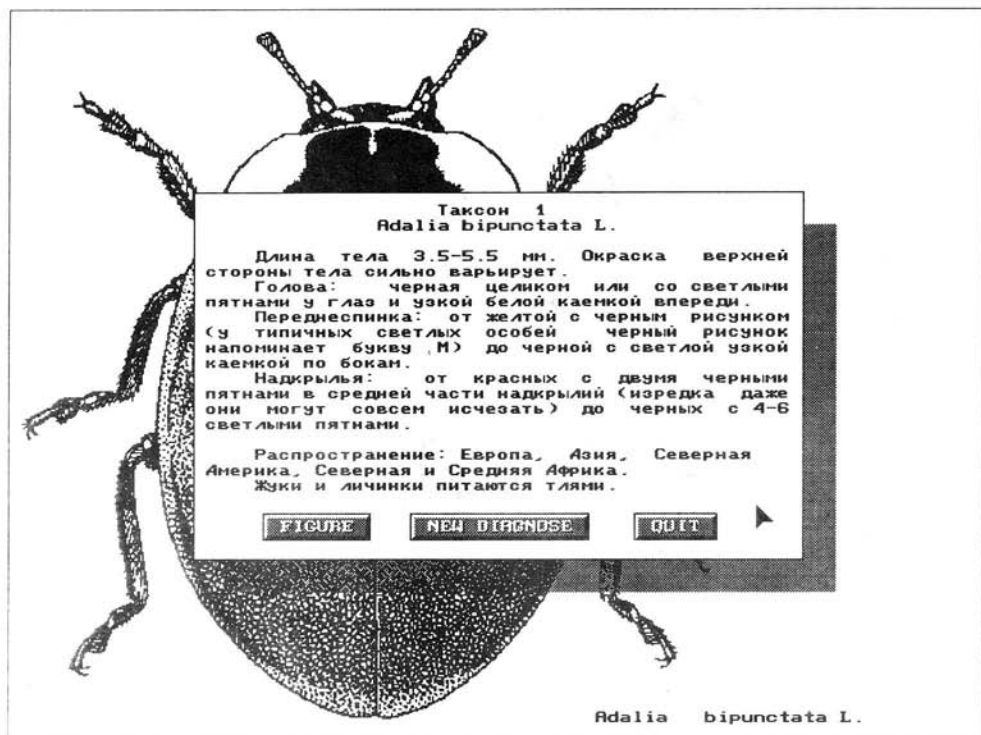 Таксон 1
Adalia bipunctata L.
Длина тела 3.5-5.5 мм. Окраска верхней
стороны тела сильно варьирует.
Голова: черная целиком или со светлыми
пятнами у глаз и узкой белой каемкой впереди.
Переднеспинка: от желтой с черным рисунком
(у типичных светлых особей черный рисунок
напоминает букву М) до черной с светлой узкой
каемкой по бокам.
Надкрылья: от красных с двумя черными
пятнами в средней части надкрылий (изредка даже
они могут совсем исчезать) до черных с 4-6
светлыми пятнами.
Распространение: Европа, Азия, Северная
Америка, Северная и Средняя Африка.
Жуки и личинки питаются тлями.
FIGURE NEW DIAGNOSE QUIT
Adalia bipunctata L.